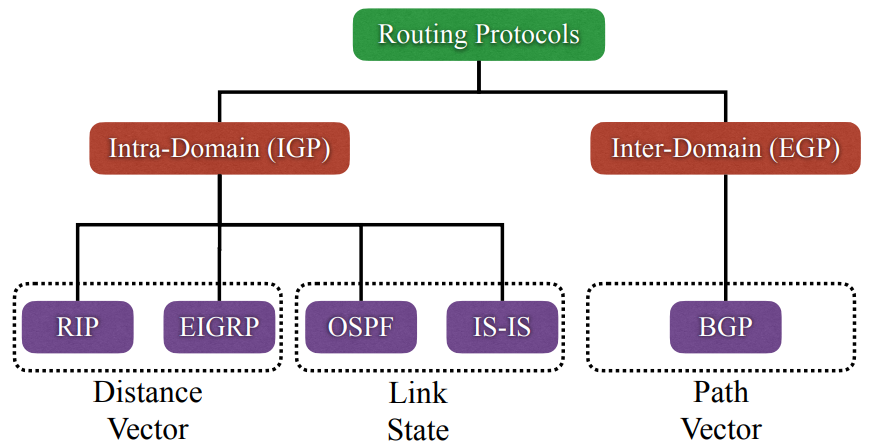 Routing Protocols
Intra-Domain (IGP)
Inter-Domain (EGP)
RIP
EIGRP
OSPF
IS-IS
BGP
Distance
Vector
Link
State
Path
Vector